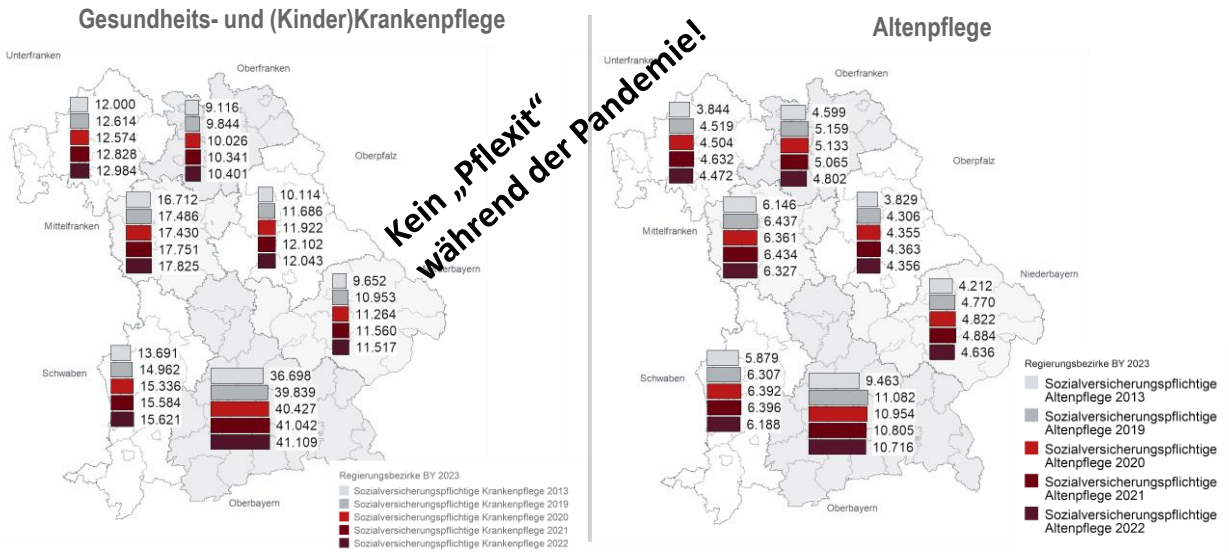 Gesundheits- und (Kinder)Krankenpflege
Unterfranken
Oberfranken
12.000
12.614
12.574
12.828
12.984
9.116
9.844
10.026
10.341
10.401
Oberpfalz
Mittelfranken
16.712
17.486
17.430
17.751
17.825
10.114
11.686
11.922
12.102
12.043
9.652
10.953
11.264
11.560
11.517
Schwaben
13.691
14.962
15.336
15.584
15.621
36.698
39.839
40.427
41.042
41.109
Oberbayern
Regierungsbezirke BY 2023
Sozialversicherungspflichtige Krankenpflege 2013
Sozialversicherungspflichtige Krankenpflege 2019
Sozialversicherungspflichtige Krankenpflege 2020
Sozialversicherungspflichtige Krankenpflege 2021
Sozialversicherungspflichtige Krankenpflege 2022
Kein „Pflexit“
während der Pandemie!
Altenpflege
Unterfranken
Oberfranken
3.844
4.519
4.504
4.632
4.472
4.599
5.159
5.133
5.065
4.802
Oberpfalz
Mittelfranken
6.146
6.437
6.361
6.434
6.327
3.829
4.306
4.355
4.363
4.356
Niederbayern
4.212
4.770
4.822
4.884
4.636
Schwaben
5.879
6.307
6.392
6.396
6.188
9.463
11.082
10.954
10.805
10.716
Oberbayern
Regierungsbezirke BY 2023
Sozialversicherungspflichtige
Altenpflege 2013
Sozialversicherungspflichtige
Altenpflege 2019
Sozialversicherungspflichtige
Altenpflege 2020
Sozialversicherungspflichtige
Altenpflege 2021
Sozialversicherungspflichtige
Altenpflege 2022